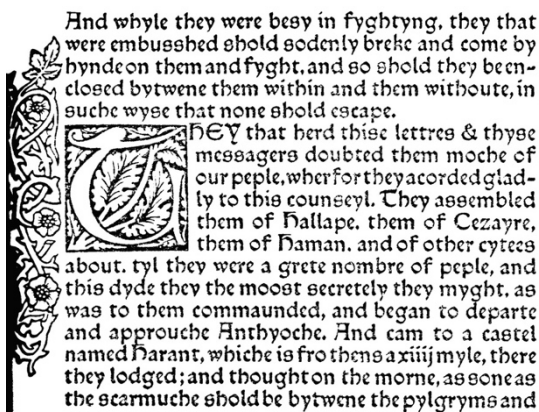 And whyle they were besy in fyghtyng, they that
were embusshed shold sodenly breke and come by
hynde on them and fyght, and so shold they been-
closed bytwene them within and them withoute, in
suche wyse that none shold escape.
THEY that herd thise lettres & thyse
messagers doubted them moche of
our peple, wherfor they acorded glad-
ly to this counseyl. They assembled
them of Hallape, them of Cezayre,
them of Haman, and of other cytees
about, tyl they were a grete nombre of peple, and
this dyde they the moost secretely they myght, as
was to them commaunded, and began to departe
and approuche Anthyoche. And cam to a castel
named Harant, whiche is fro thens a xiiij myle, there
they lodged; and thought on the morne, as sone as
the scarmuche shold be bytwene the pylgryms and